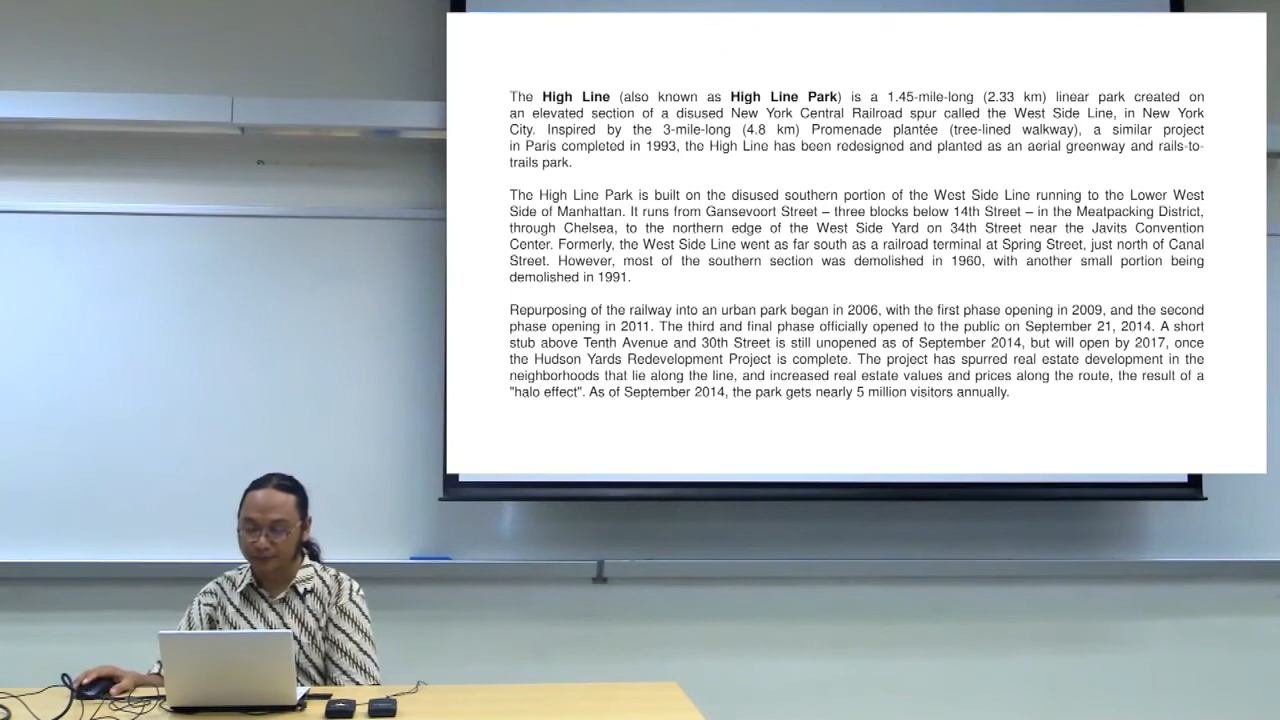 The High Line (also known as High Line Park) is a 1.45-mile-long (2.33 km) linear park created on
an elevated section of a disused New York Central Railroad spur called the West Side Line, in New York
City. Inspired by the 3-mile-long (4.8 km) Promenade plantée (tree-lined walkway), a similar project
in Paris completed in 1993, the High Line has been redesigned and planted as an aerial greenway and rails-to-
trails park.
The High Line Park is built on the disused southern portion of the West Side Line running to the Lower West
Side of Manhattan. It runs from Gansevoort Street – three blocks below 14th Street – in the Meatpacking District,
through Chelsea, to the northern edge of the West Side Yard on 34th Street near the Javits Convention
Center. Formerly, the West Side Line went as far south as a railroad terminal at Spring Street, just north of Canal
Street. However, most of the southern section was demolished in 1960, with another small portion being
demolished in 1991.
Repurposing of the railway into an urban park began in 2006, with the first phase opening in 2009, and the second
phase opening in 2011. The third and final phase officially opened to the public on September 21, 2014. A short
stub above Tenth Avenue and 30th Street is still unopened as of September 2014, but will open by 2017, once
the Hudson Yards Redevelopment Project is complete. The project has spurred real estate development in the
neighborhoods that lie along the line, and increased real estate values and prices along the route, the result of a
"halo effect". As of September 2014, the park gets nearly 5 million visitors annually.